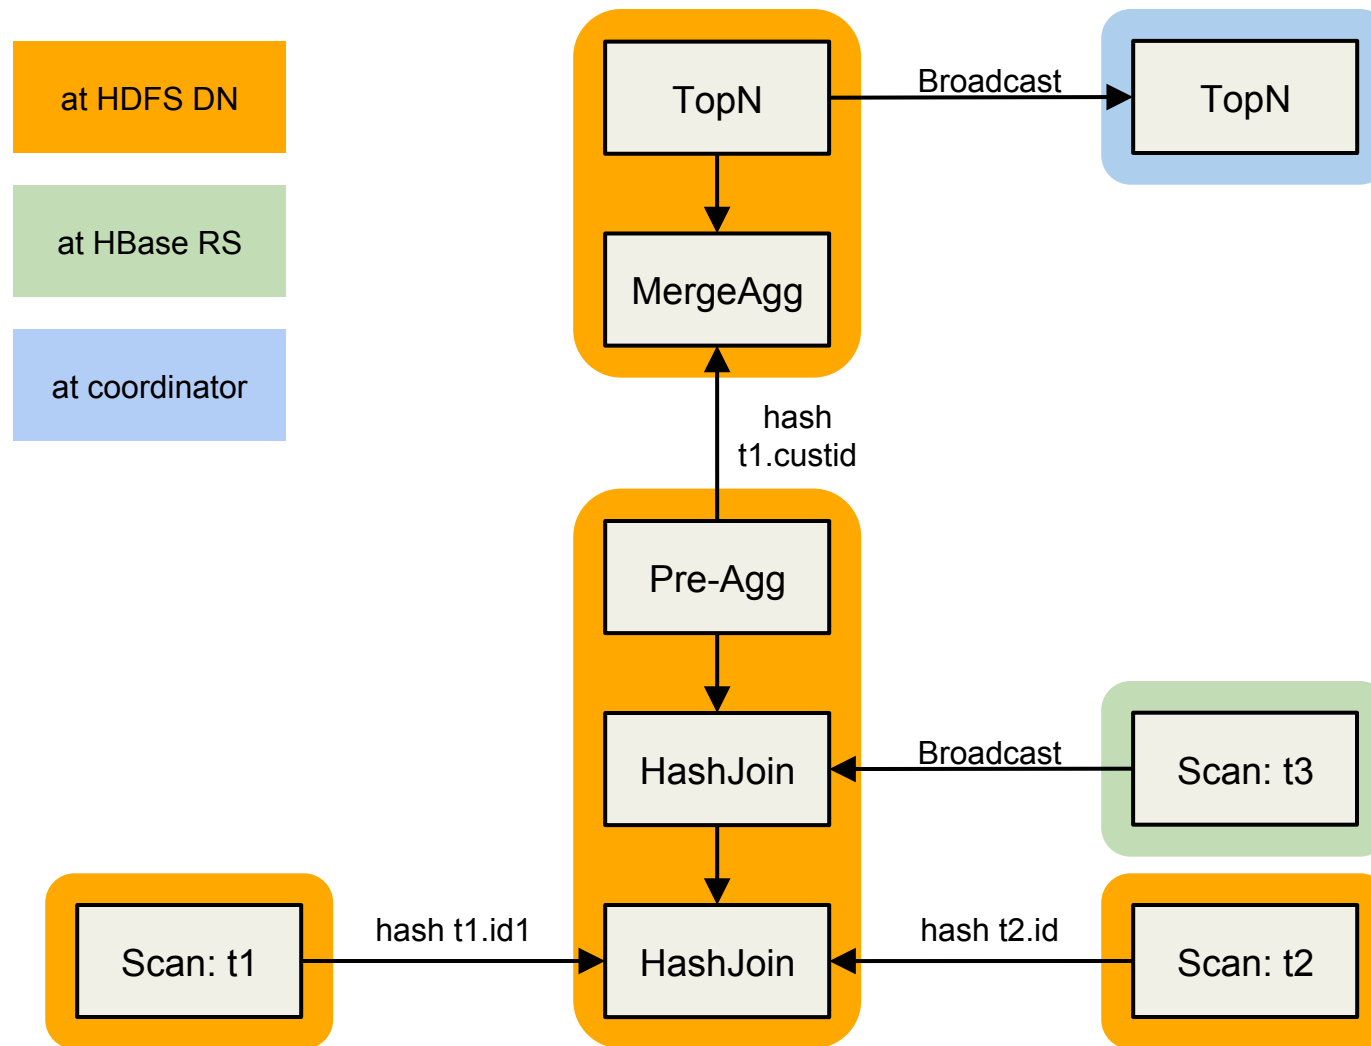 at HDFS DN
at HBase RS
at coordinator
TopN
Broadcast
TopN
MergeAgg
hash
t1.custid
Pre-Agg
HashJoin
Broadcast
Scan: t3
Scan: t1
hash t1.id1
HashJoin
hash t2.id
Scan: t2